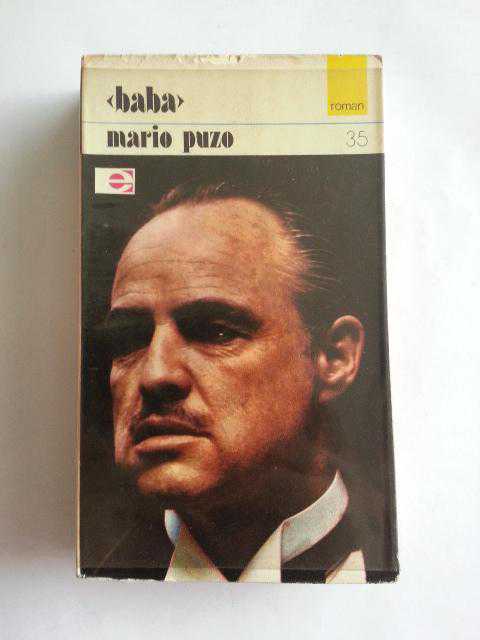 ‹baba›
roman
mario puzo
35
e